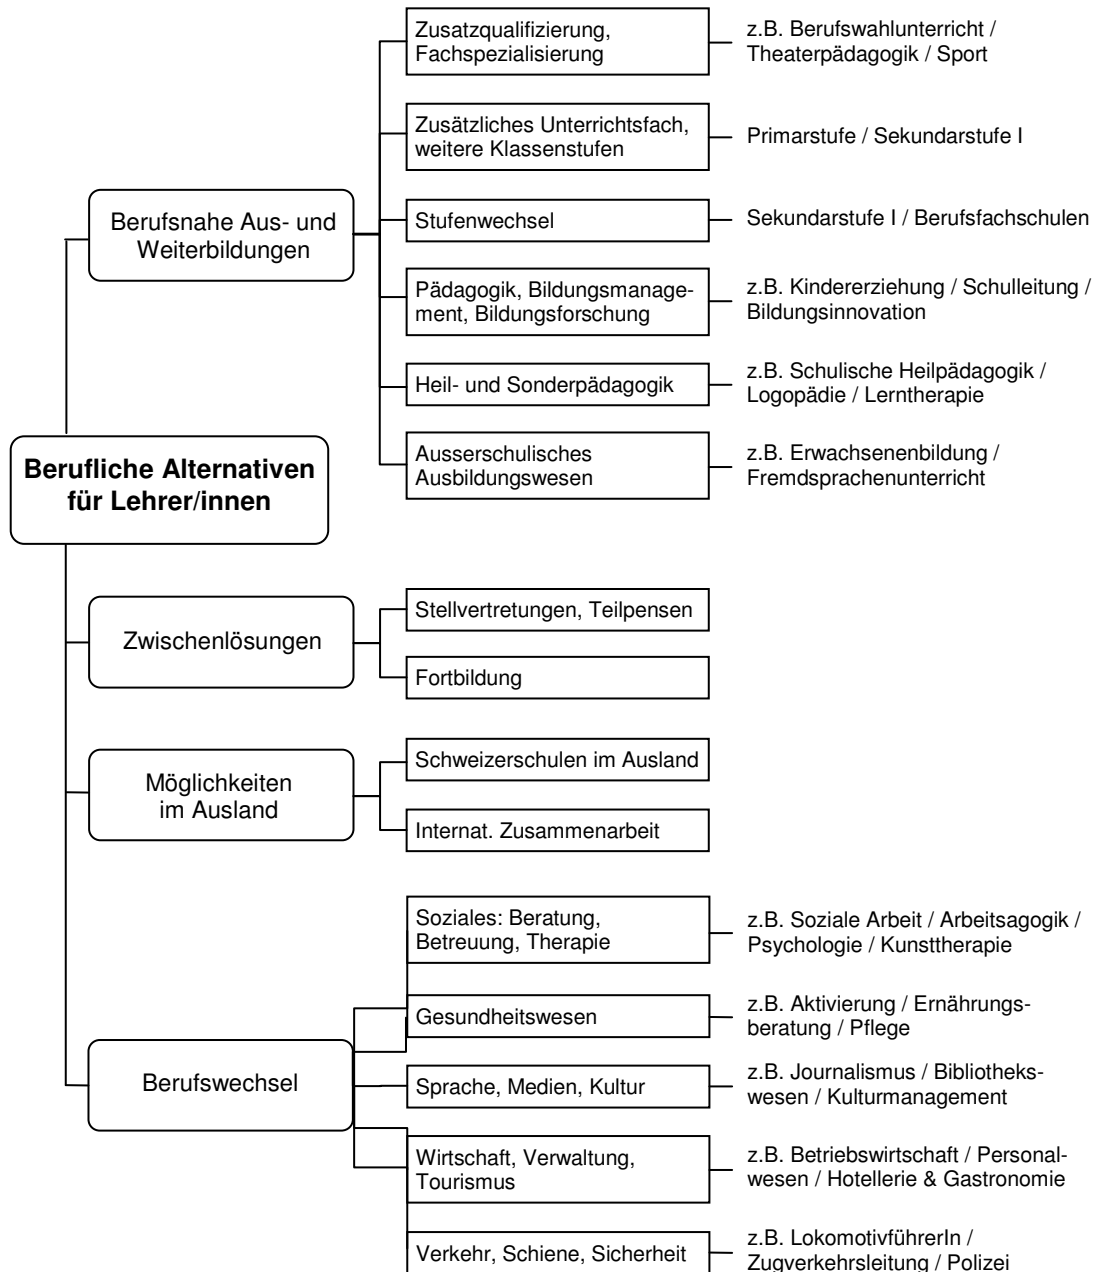 Zusatzqualifizierung,
Fachspezialisierung
z.B. Berufswahlunterricht /
Theaterpädagogik / Sport
Zusätzliches Unterrichtsfach,
weitere Klassenstufen
Primarstufe / Sekundarstufe I
Berufsnahe Aus- und
Weiterbildungen
Stufenwechsel
Sekundarstufe I / Berufsfachschulen
Pädagogik, Bildungsmanage-
ment, Bildungsforschung
z.B. Kindererziehung / Schulleitung /
Bildungsinnovation
Heil- und Sonderpädagogik
z.B. Schulische Heilpädagogik /
Logopädie / Lerntherapie
Ausserschulisches
Ausbildungswesen
z.B. Erwachsenenbildung /
Fremdsprachenunterricht
Berufliche Alternativen
für Lehrer/innen
Zwischenlösungen
Stellvertretungen, Teilpensen
Fortbildung
Möglichkeiten
im Ausland
Schweizerschulen im Ausland
Internat. Zusammenarbeit
Soziales: Beratung,
Betreuung, Therapie
z.B. Soziale Arbeit / Arbeitsagogik /
Psychologie / Kunsttherapie
Gesundheitswesen
z.B. Aktivierung / Ernährungs-
beratung / Pflege
Berufswechsel
Sprache, Medien, Kultur
z.B. Journalismus / Bibliotheks-
wesen / Kulturmanagement
Wirtschaft, Verwaltung,
Tourismus
z.B. Betriebswirtschaft / Personal-
wesen / Hotellerie & Gastronomie
Verkehr, Schiene, Sicherheit
z.B. LokomotivführerIn /
Zugverkehrsleitung / Polizei